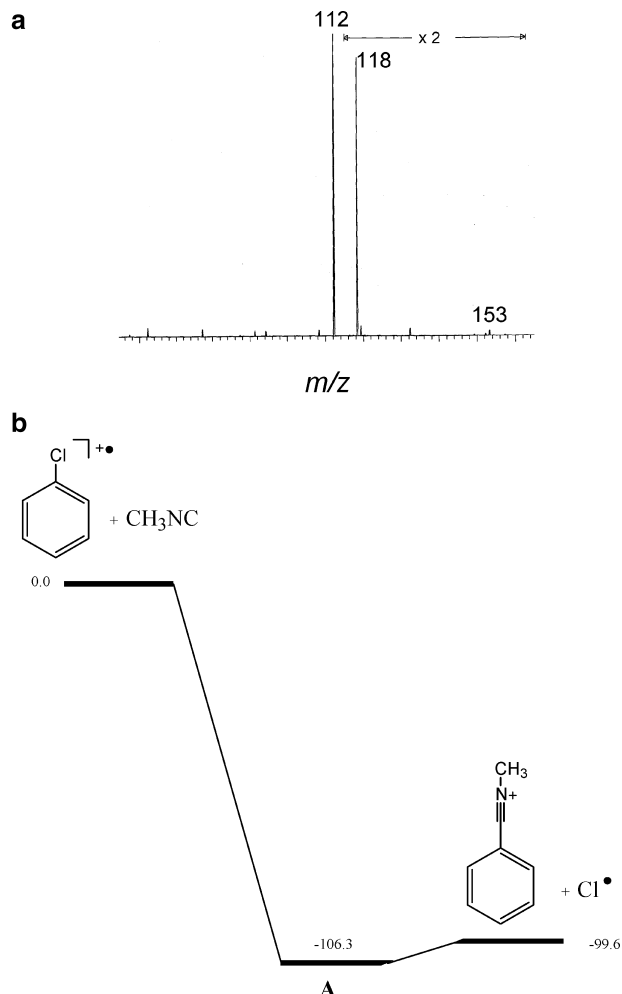 a
112
x 2
118
153
m/z
b
Cl
+•
+ CH3NC
0.0
CH3
N+
+ Cl•
-106.3
-99.6
A